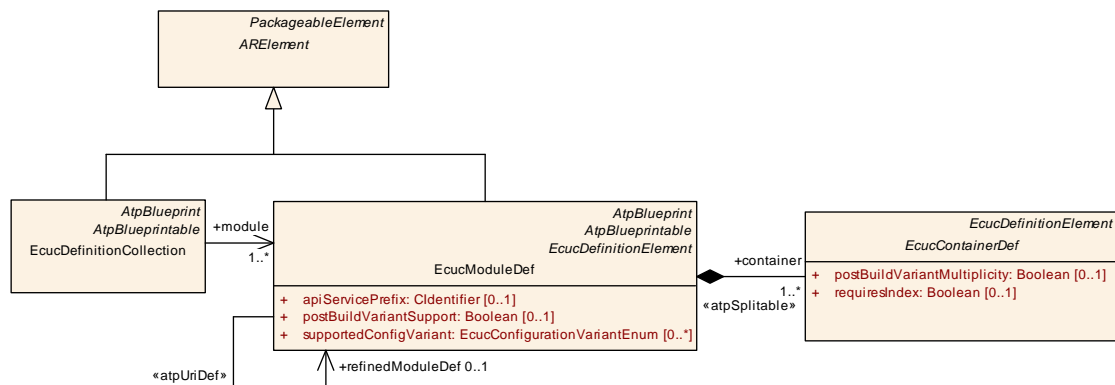 PackageableElement
ARElement
AtpBlueprint
AtpBlueprintable
EcucDefinitionCollection
+module
1..*
AtpBlueprint
AtpBlueprintable
EcucDefinitionElement
EcucModuleDef
+ apiServicePrefix: CIdentifier [0..1]
+ postBuildVariantSupport: Boolean [0..1]
+ supportedConfigVariant: EcucConfigurationVariantEnum [0..*]
+container
1..*
«atpSplitable»
EcucDefinitionElement
EcucContainerDef
+ postBuildVariantMultiplicity: Boolean [0..1]
+ requiresIndex: Boolean [0..1]
«atpUriDef»
+refinedModuleDef 0..1